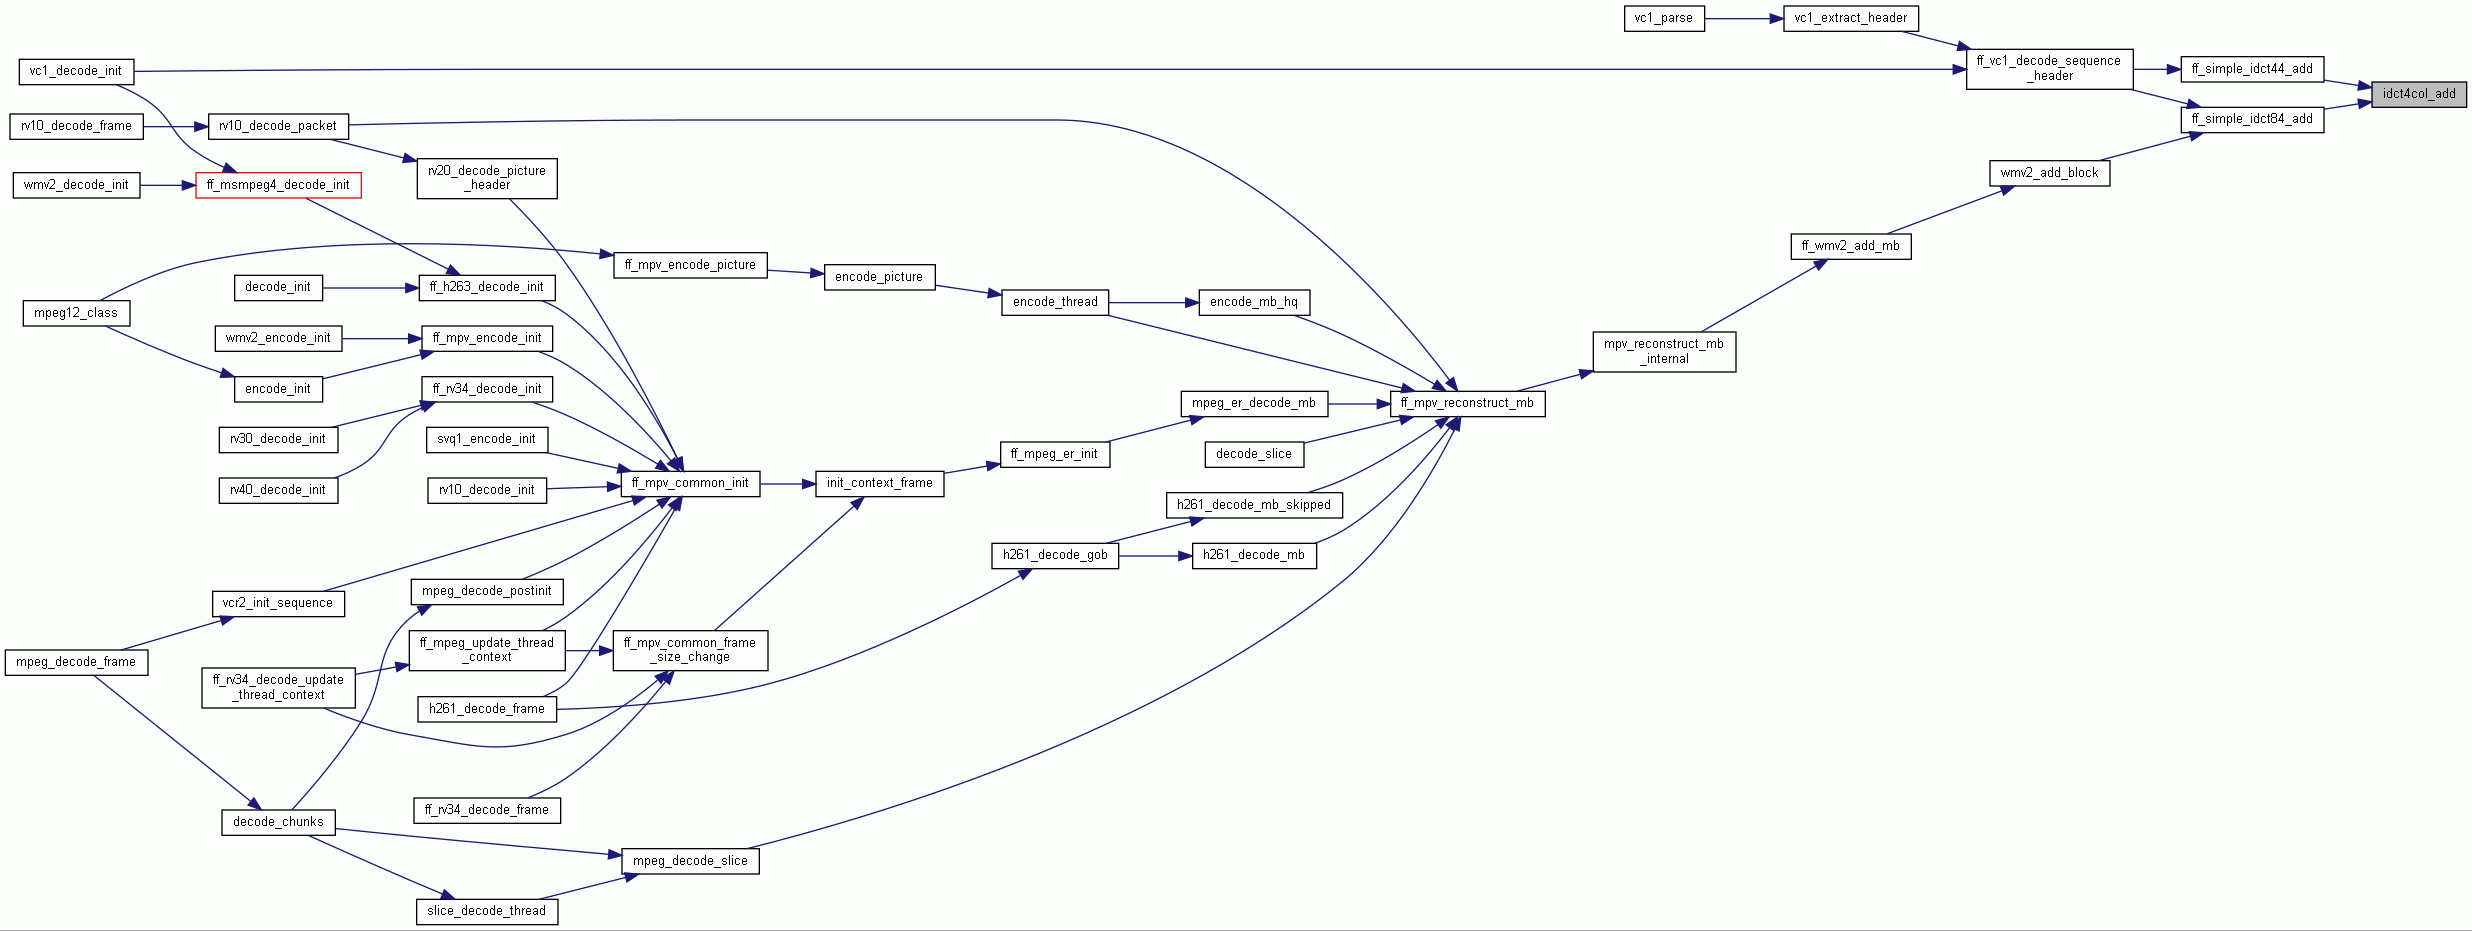 vc1_parse
vc1_extract_header
vc1_decode_init
ff_vc1_decode_sequence
_header
ff_simple_idct44_add
idct4col_add
rv10_decode_frame
rv10_decode_packet
ff_simple_idct84_add
wmv2_decode_init
ff_msmpeg4_decode_init
rv20_decode_picture
_header
wmv2_add_block
ff_mpv_encode_picture
encode_picture
ff_wmv2_add_mb
decode_init
ff_h263_decode_init
encode_thread
encode_mb_hq
mpeg12_class
wmv2_encode_init
ff_mpv_encode_init
mpv_reconstruct_mb
_internal
encode_init
ff_rv34_decode_init
mpeg_er_decode_mb
ff_mpv_reconstruct_mb
rv30_decode_init
svq1_encode_init
ff_mpeg_er_init
decode_slice
rv40_decode_init
rv10_decode_init
ff_mpv_common_init
init_context_frame
h261_decode_mb_skipped
h261_decode_gob
h261_decode_mb
vcr2_init_sequence
mpeg_decode_postinit
mpeg_decode_frame
ff_mpeg_update_thread
_context
ff_mpv_common_frame
_size_change
ff_rv34_decode_update
_thread_context
h261_decode_frame
ff_rv34_decode_frame
decode_chunks
mpeg_decode_slice
slice_decode_thread